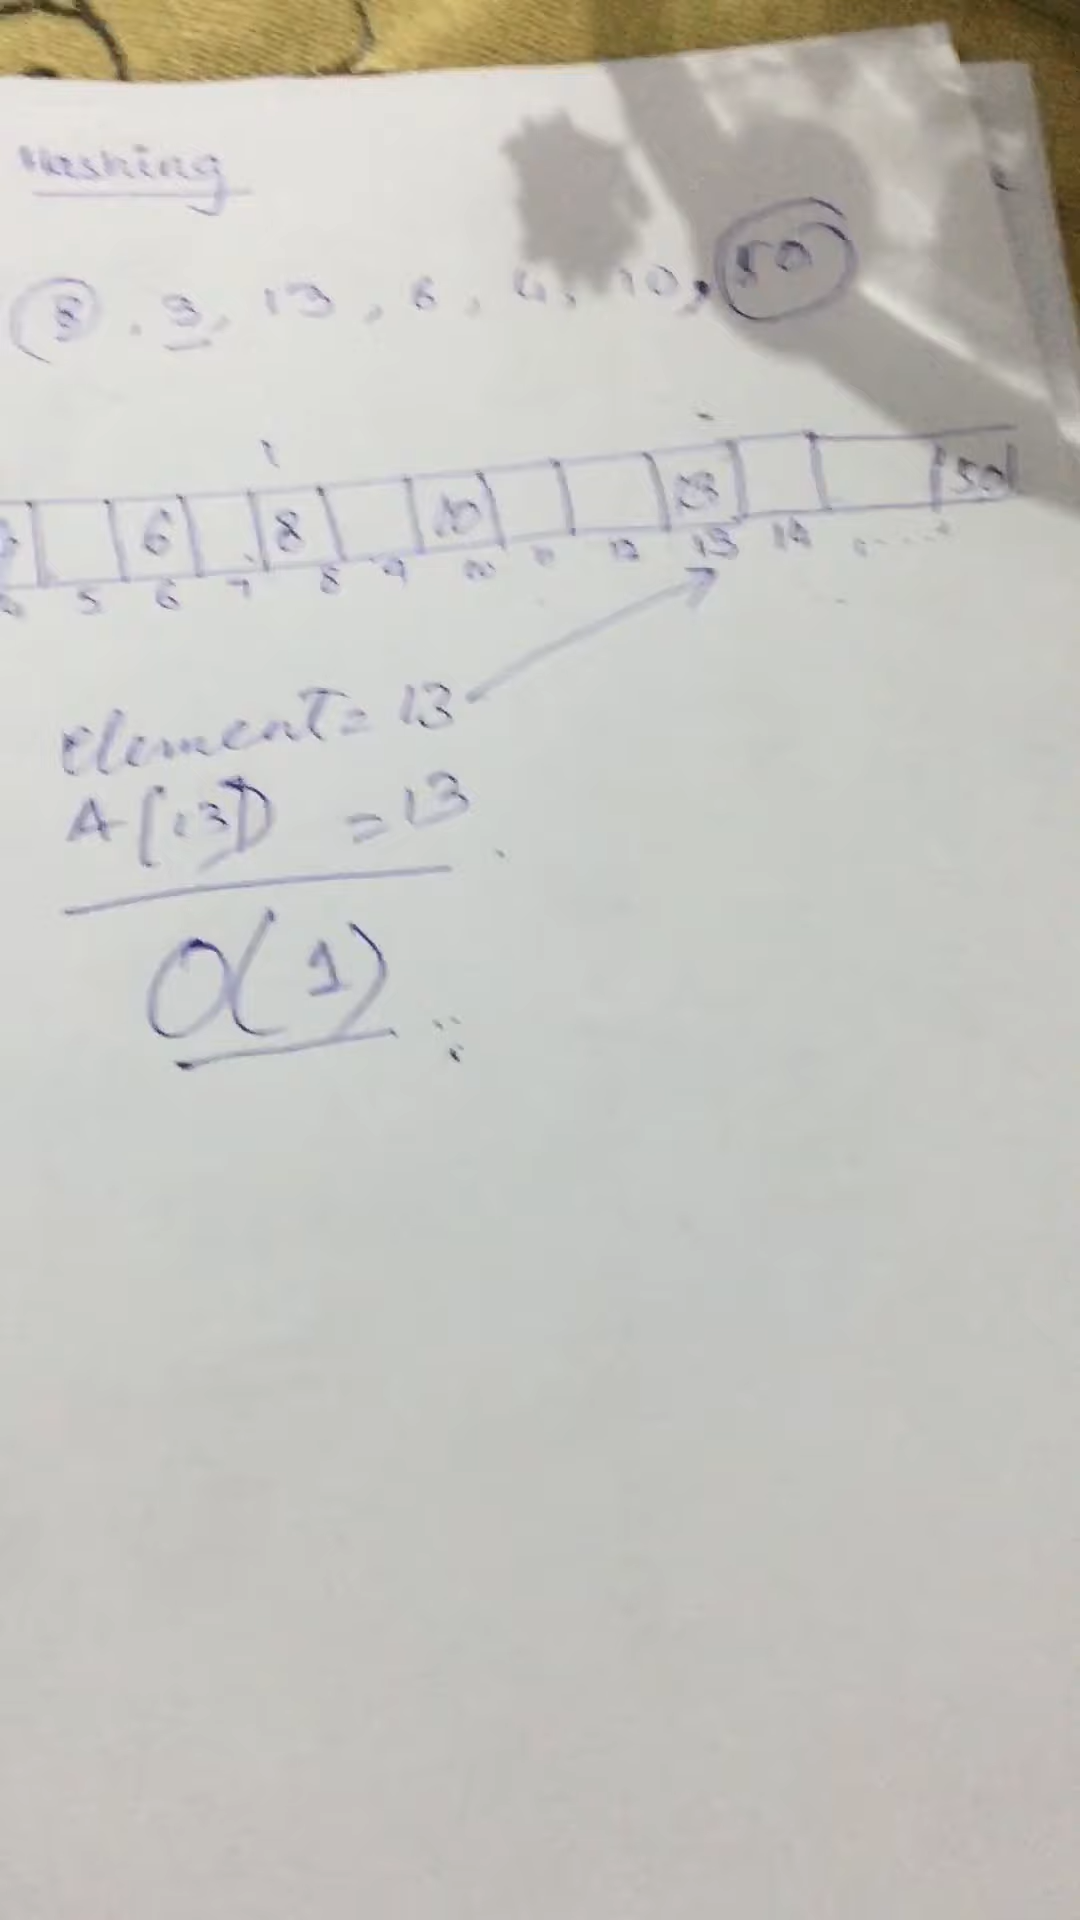 Hashing
8, 3, 13, 6, 4, 10, 50
6 8 10 13 50
5 6 7 8 9 10 11 12 13 14 .......
Element = 13
A[13] = 13
O(1)